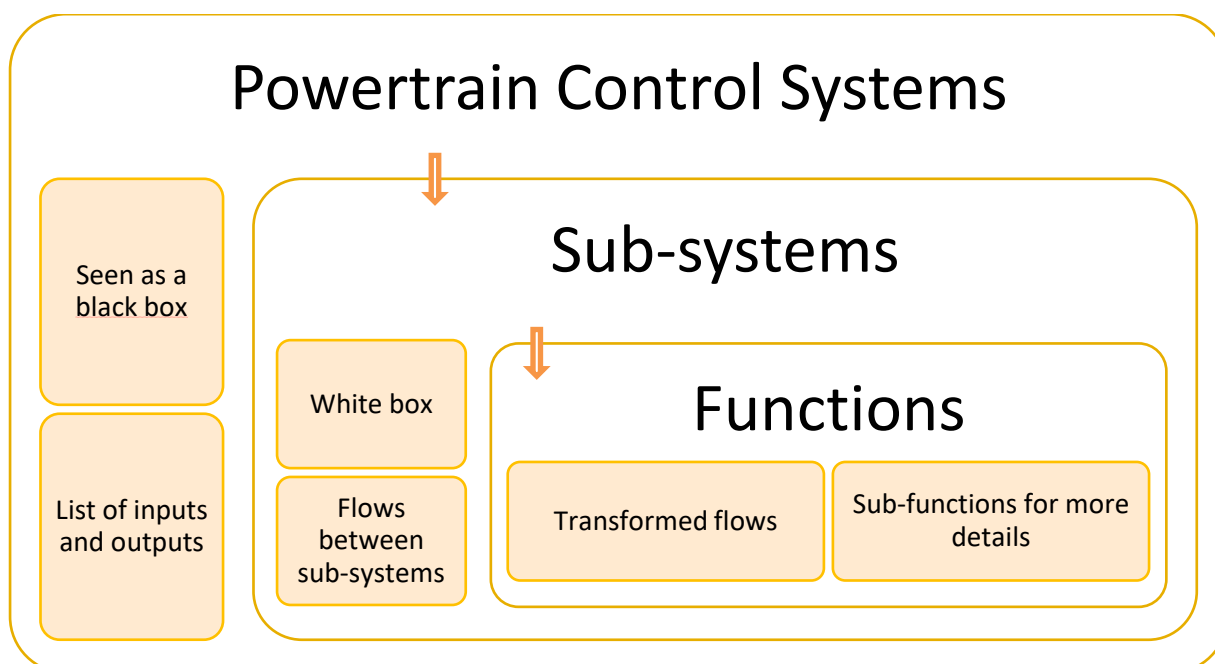 Powertrain Control Systems
Seen as a
black box
List of inputs
and outputs
Sub-systems
White box
Flows
between
sub-systems
Functions
Transformed flows
Sub-functions for more
details